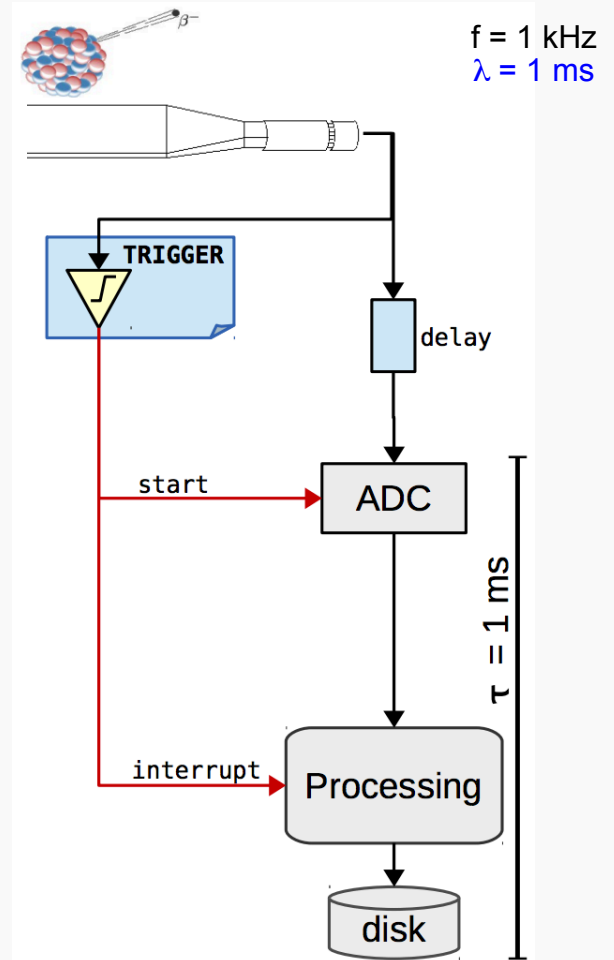 β⁻
f = 1 kHz
λ = 1 ms
TRIGGER
delay
start
ADC
τ = 1 ms
interrupt
Processing
disk